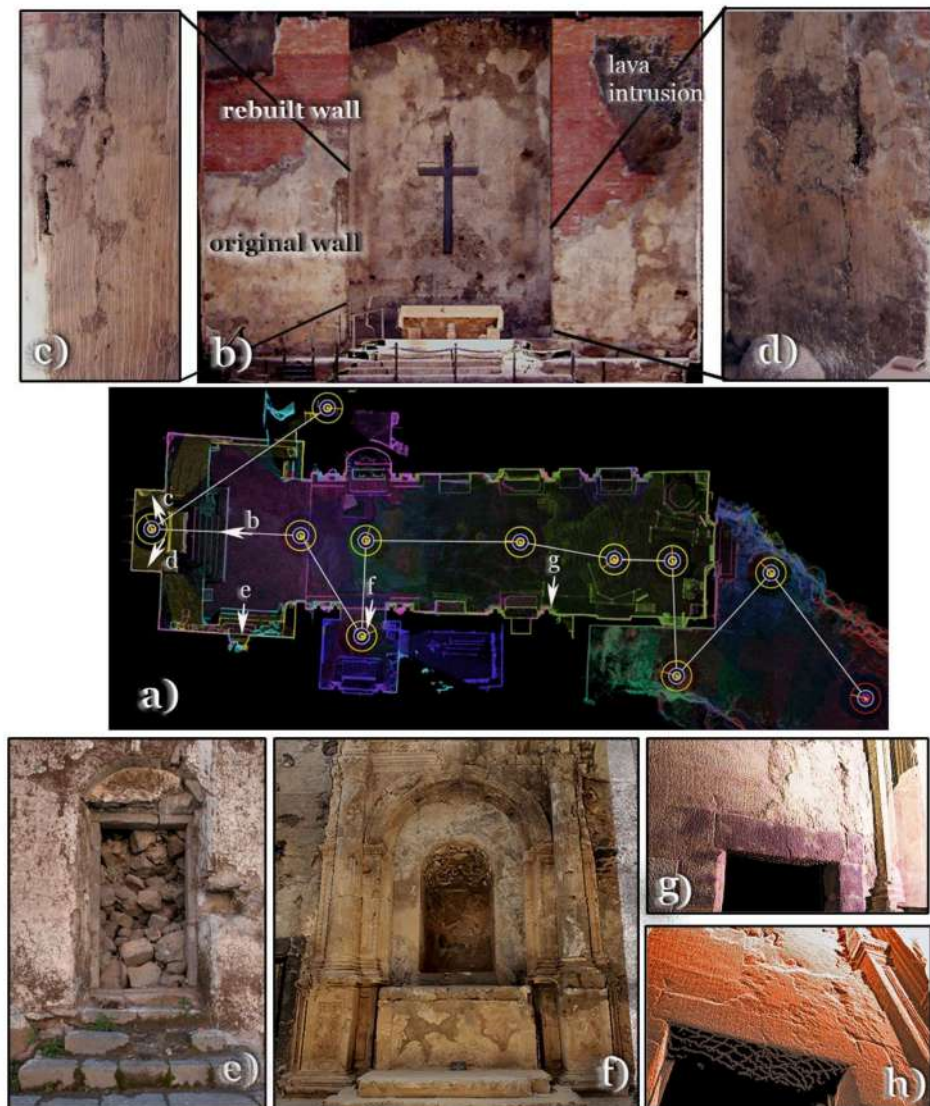 lava
intrusion
rebuilt wall
original wall
c)
b)
d)
c
b
d
e
f
g
a)
e)
f)
g)
h)